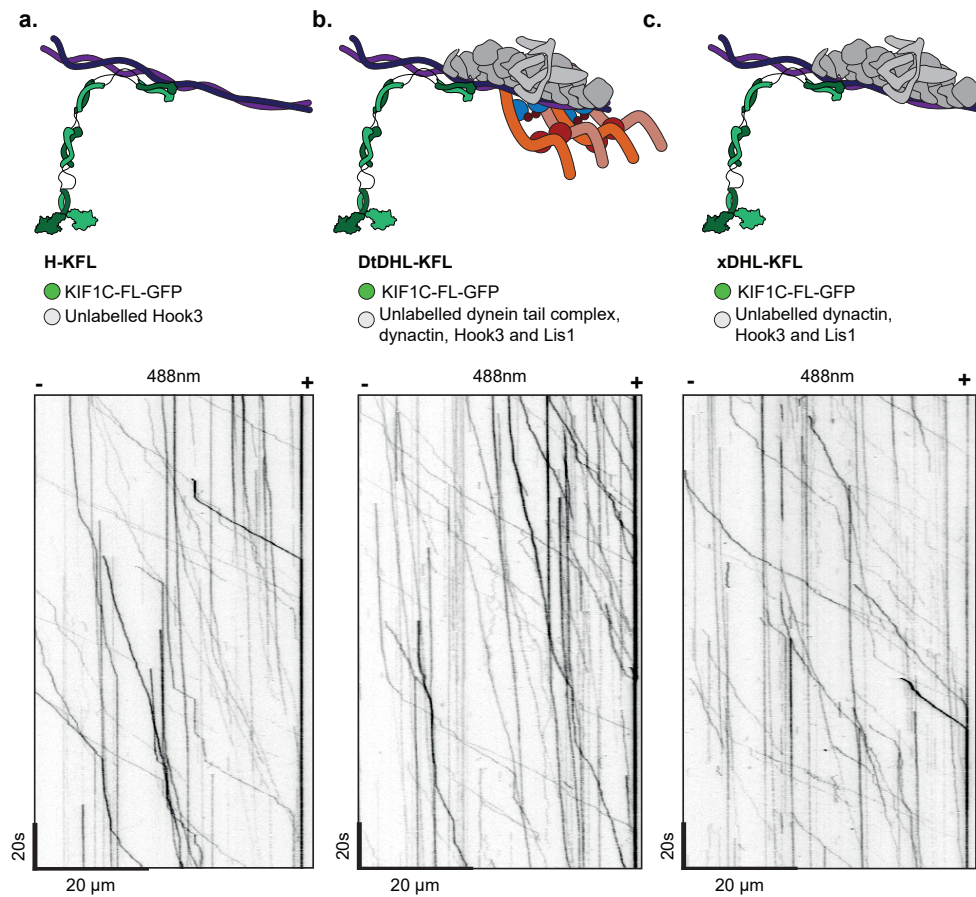 a.
b.
c.
H-KFL
KIF1C-FL-GFP
Unlabelled Hook3
DtDHL-KFL
KIF1C-FL-GFP
Unlabelled dynein tail complex,
dynactin, Hook3 and Lis1
xDHL-KFL
KIF1C-FL-GFP
Unlabelled dynactin,
Hook3 and Lis1
- 488nm +
- 488nm +
- 488nm +
20s
20 µm
20s
20 µm
20s
20 µm